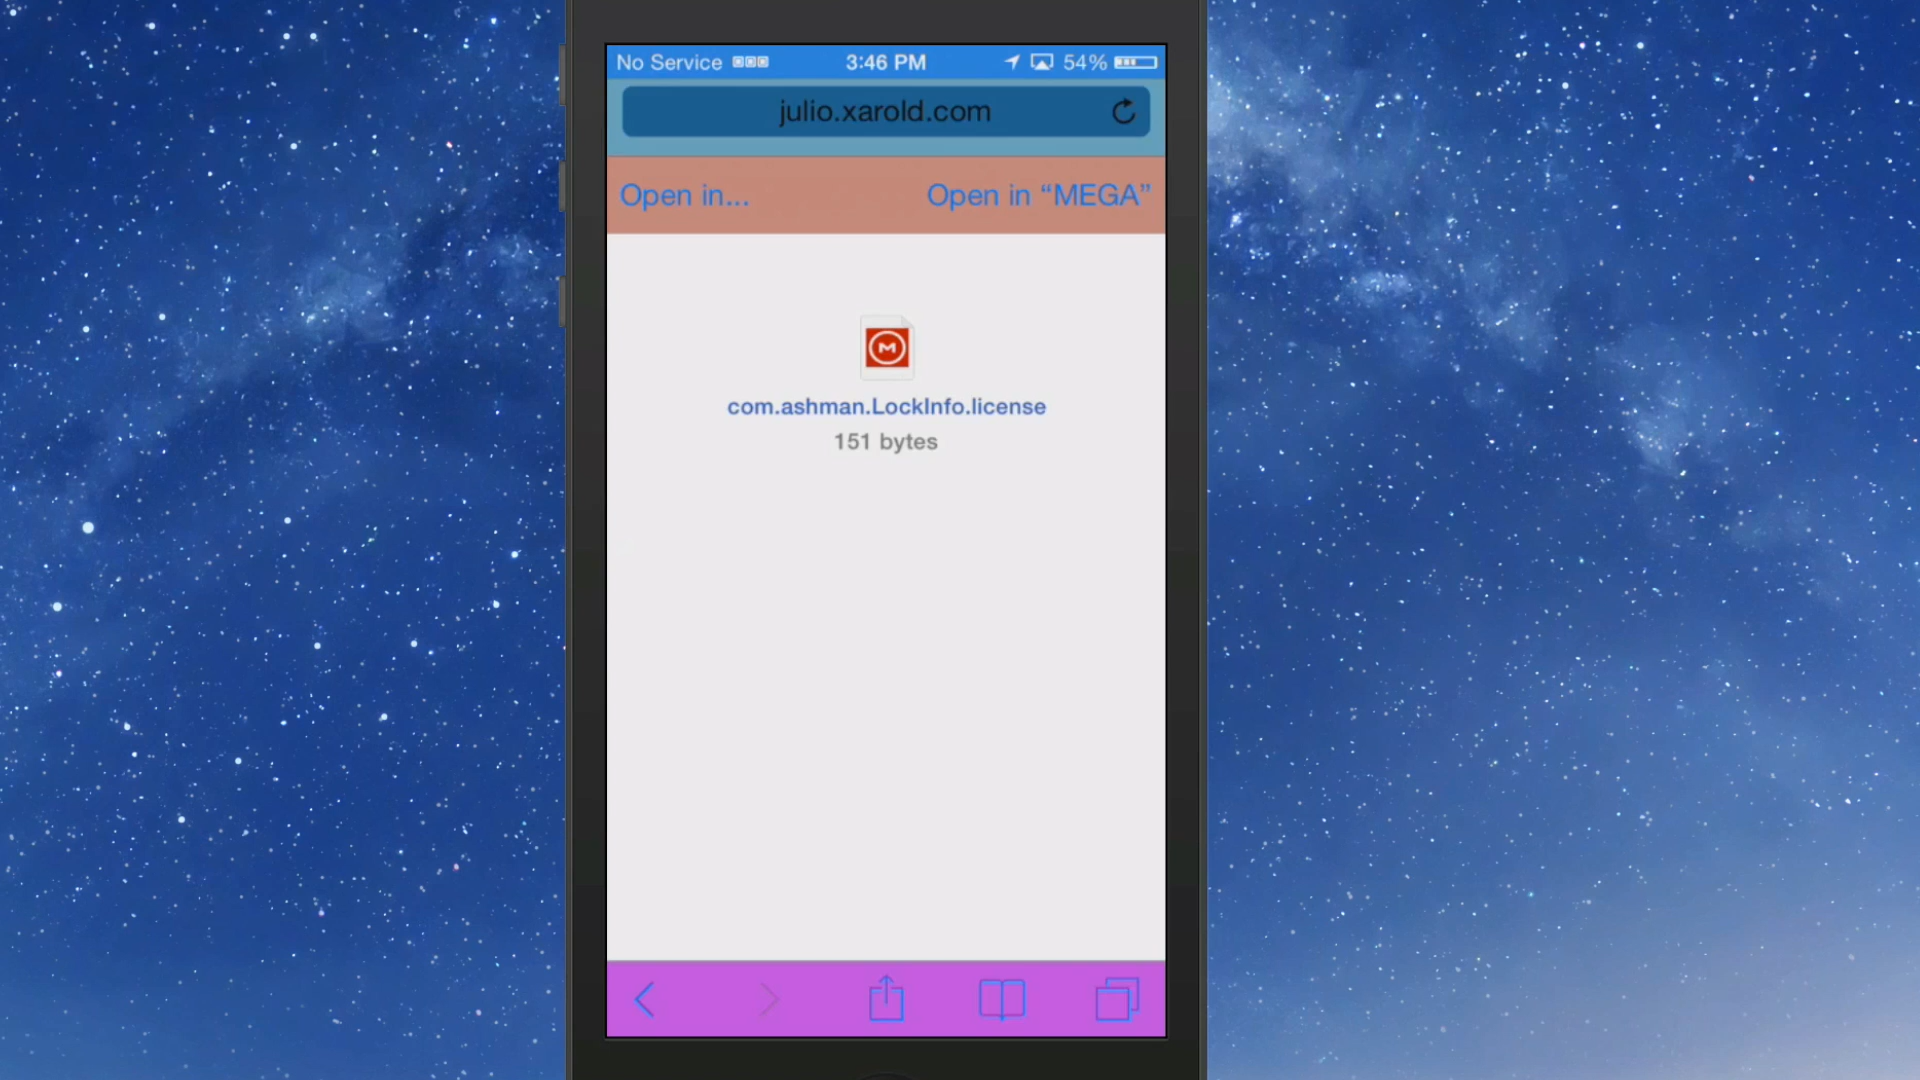 No Service 3:46 PM 54%
julio.xarold.com
Open in... Open in “MEGA”
M
com.ashman.LockInfo.license
151 bytes